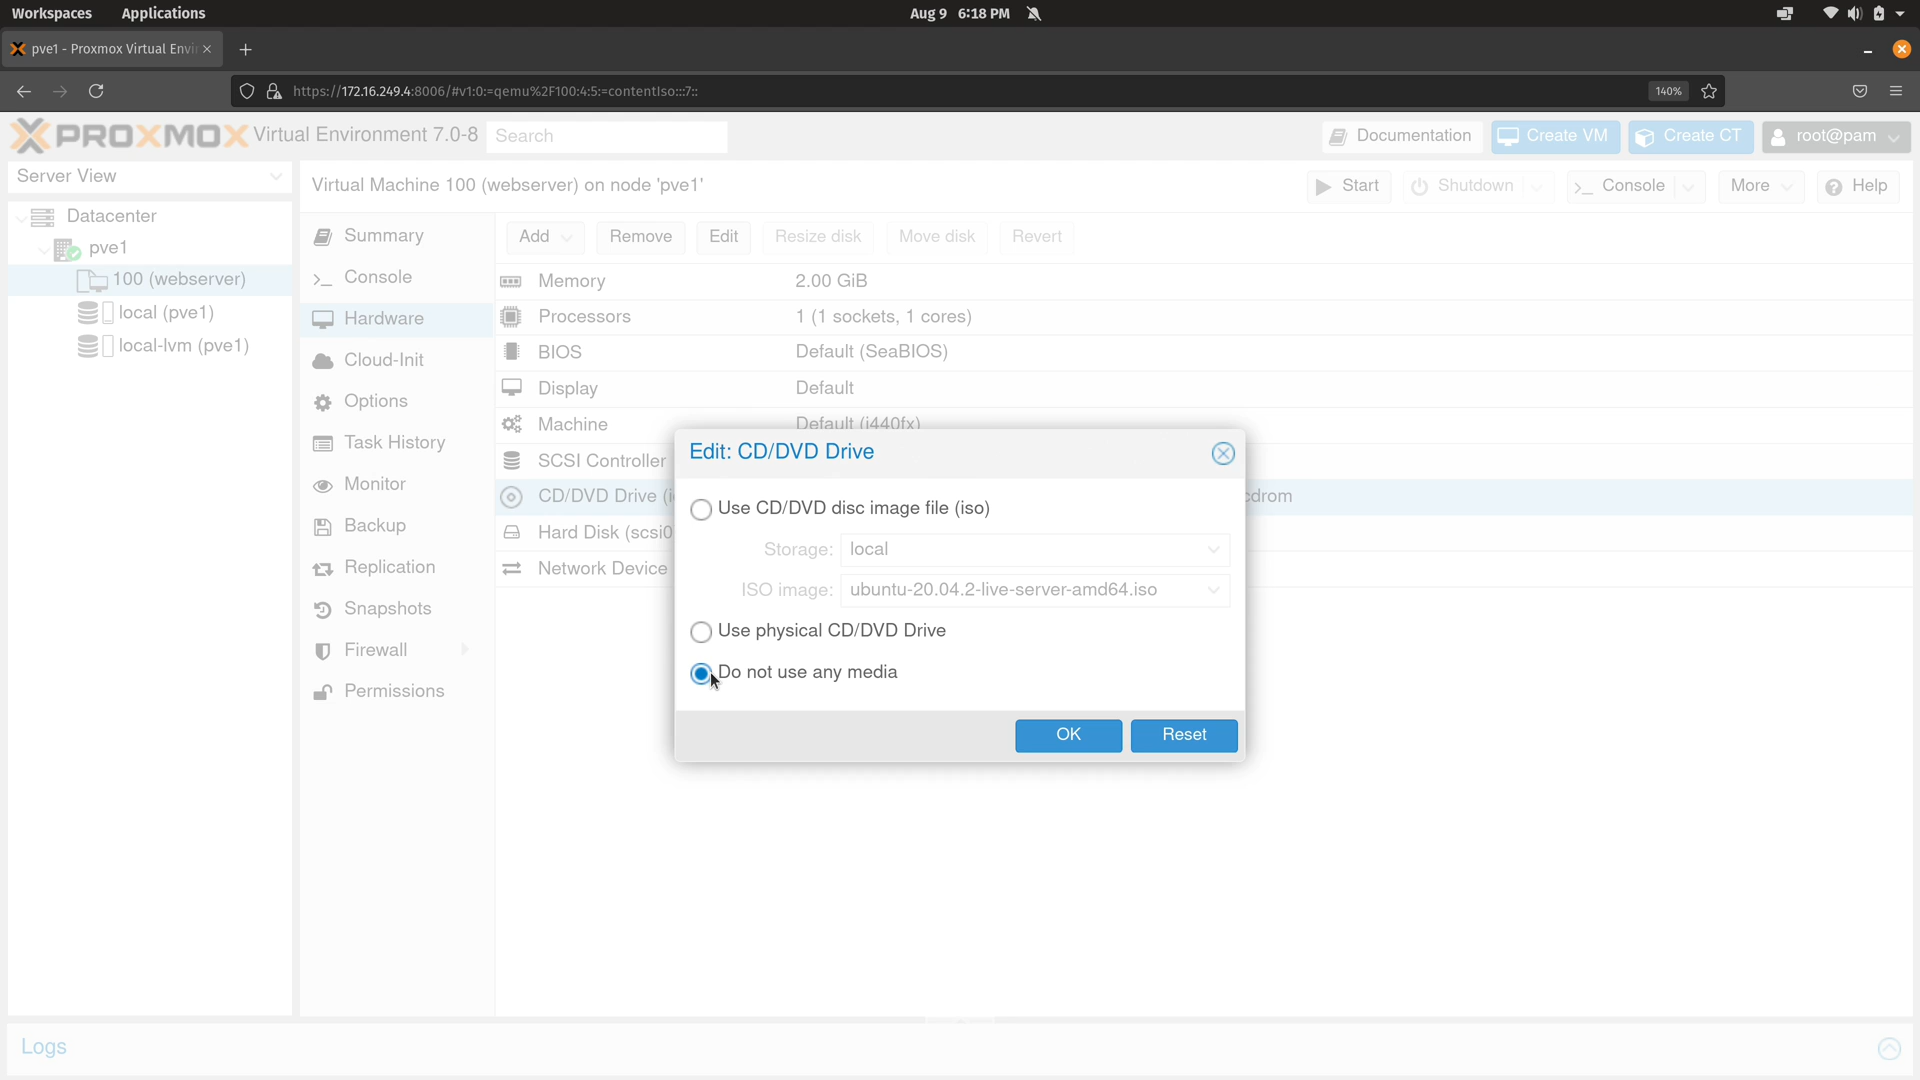 Workspaces Applications Aug 9 6:18 PM
pve1 - Proxmox Virtual Envi
https://172.16.249.4:8006/#v1:0:=qemu%2F100:4:5:=contentIso:::7:: 140%
PROXMOX Virtual Environment 7.0-8 Search Documentation Create VM Create CT root@pam
Server View
Virtual Machine 100 (webserver) on node 'pve1' Start Shutdown Console More Help
Datacenter
pve1
100 (webserver)
local (pve1)
local-lvm (pve1)
Summary
Console
Hardware
Cloud-Init
Options
Task History
Monitor
Backup
Replication
Snapshots
Firewall
Permissions
Add Remove Edit Resize disk Move disk Revert
Memory 2.00 GiB
Processors 1 (1 sockets, 1 cores)
BIOS Default (SeaBIOS)
Display Default
Machine Default (i440fx)
SCSI Controller
CD/DVD Drive (i cdrom
Hard Disk (scsi0
Network Device
Edit: CD/DVD Drive
Use CD/DVD disc image file (iso)
Storage: local
ISO image: ubuntu-20.04.2-live-server-amd64.iso
Use physical CD/DVD Drive
Do not use any media
OK Reset
Logs